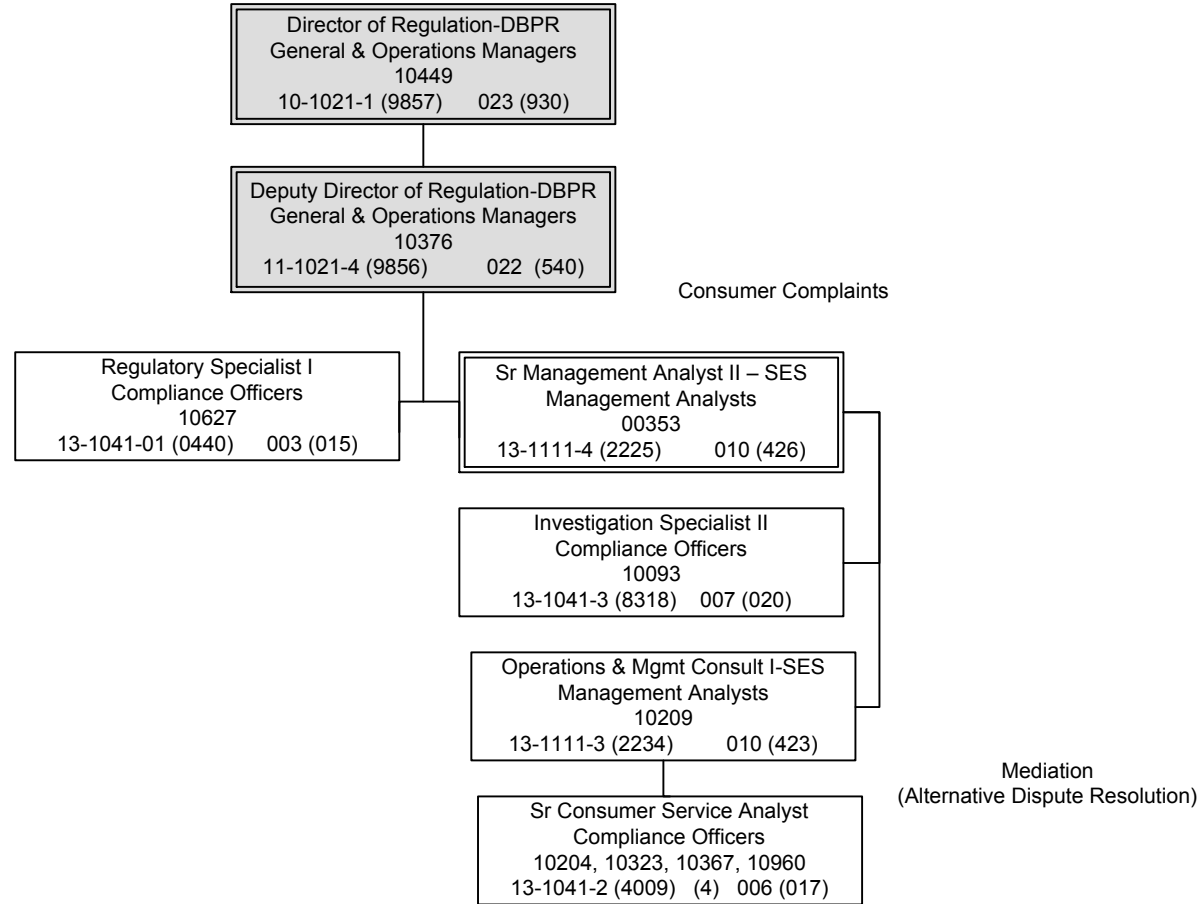 Director of Regulation-DBPR
General & Operations Managers
10449
10-1021-1 (9857) 023 (930)
Deputy Director of Regulation-DBPR
General & Operations Managers
10376
11-1021-4 (9856) 022 (540)
Consumer Complaints
Regulatory Specialist I
Compliance Officers
10627
13-1041-01 (0440) 003 (015)
Sr Management Analyst II – SES
Management Analysts
00353
13-1111-4 (2225) 010 (426)
Investigation Specialist II
Compliance Officers
10093
13-1041-3 (8318) 007 (020)
Operations & Mgmt Consult I-SES
Management Analysts
10209
13-1111-3 (2234) 010 (423)
Mediation
(Alternative Dispute Resolution)
Sr Consumer Service Analyst
Compliance Officers
10204, 10323, 10367, 10960
13-1041-2 (4009) (4) 006 (017)